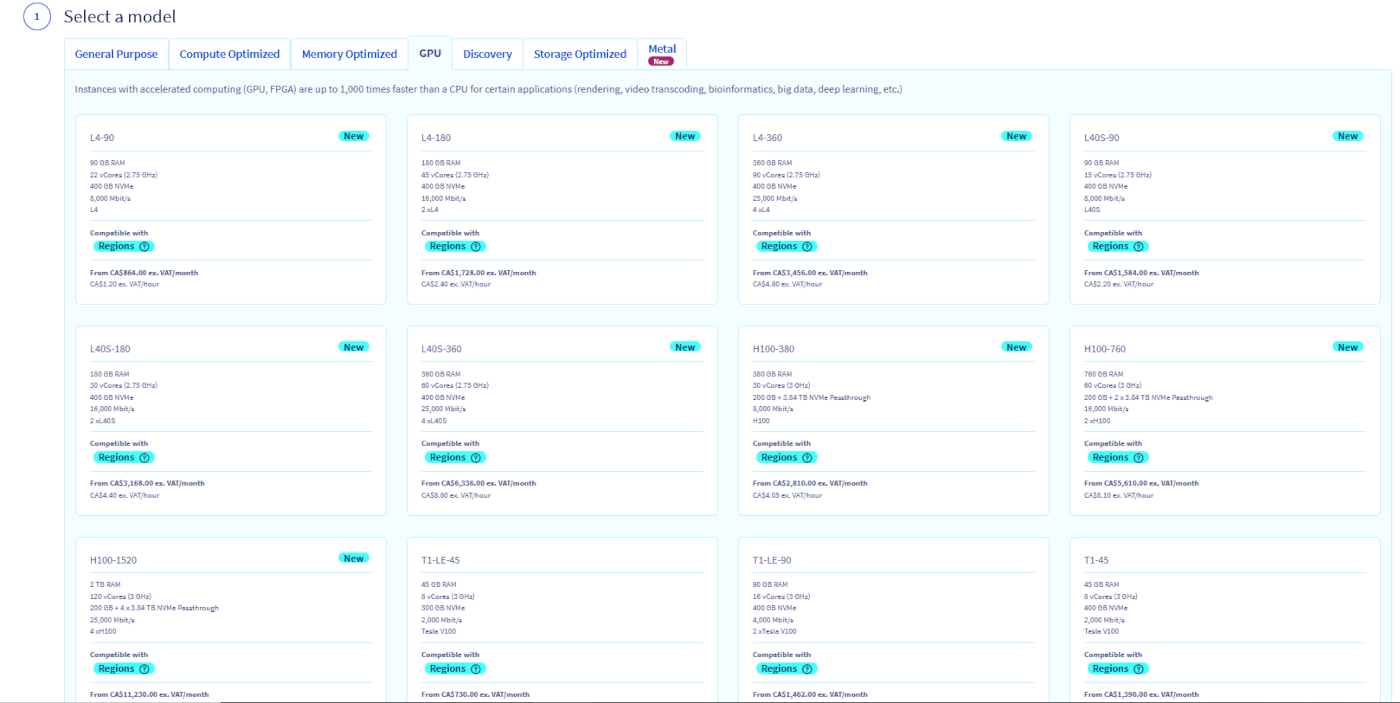 1
Select a model
General Purpose
Compute Optimized
Memory Optimized
GPU
Discovery
Storage Optimized
Metal
New
Instances with accelerated computing (GPU, FPGA) are up to 1,000 times faster than a CPU for certain applications (rendering, video transcoding, bioinformatics, big data, deep learning, etc.)
L4-90
New
90 GB RAM
22 vCores (2.75 GHz)
400 GB NVMe
8,000 Mbit/s
L4
Compatible with
Regions
From CA$864.00 ex. VAT/month
CA$1.20 ex. VAT/hour
L4-180
New
180 GB RAM
45 vCores (2.75 GHz)
400 GB NVMe
16,000 Mbit/s
2 xL4
Compatible with
Regions
From CA$1,728.00 ex. VAT/month
CA$2.40 ex. VAT/hour
L4-360
New
360 GB RAM
90 vCores (2.75 GHz)
400 GB NVMe
25,000 Mbit/s
4 xL4
Compatible with
Regions
From CA$3,456.00 ex. VAT/month
CA$4.80 ex. VAT/hour
L40S-90
New
90 GB RAM
15 vCores (2.75 GHz)
400 GB NVMe
8,000 Mbit/s
L40S
Compatible with
Regions
From CA$1,584.00 ex. VAT/month
CA$2.20 ex. VAT/hour
L40S-180
New
180 GB RAM
30 vCores (2.75 GHz)
400 GB NVMe
16,000 Mbit/s
2 xL40S
Compatible with
Regions
From CA$3,168.00 ex. VAT/month
CA$4.40 ex. VAT/hour
L40S-360
New
360 GB RAM
60 vCores (2.75 GHz)
400 GB NVMe
25,000 Mbit/s
4 xL40S
Compatible with
Regions
From CA$6,336.00 ex. VAT/month
CA$8.80 ex. VAT/hour
H100-380
New
380 GB RAM
30 vCores (3 GHz)
200 GB + 3.84 TB NVMe Passthrough
8,000 Mbit/s
H100
Compatible with
Regions
From CA$2,810.00 ex. VAT/month
CA$4.05 ex. VAT/hour
H100-760
New
760 GB RAM
60 vCores (3 GHz)
200 GB + 2 x 3.84 TB NVMe Passthrough
16,000 Mbit/s
2 xH100
Compatible with
Regions
From CA$5,610.00 ex. VAT/month
CA$8.10 ex. VAT/hour
H100-1520
New
2 TB RAM
120 vCores (3 GHz)
200 GB + 4 x 3.84 TB NVMe Passthrough
25,000 Mbit/s
4 xH100
Compatible with
Regions
From CA$11,230.00 ex. VAT/month
T1-LE-45
45 GB RAM
8 vCores (3 GHz)
300 GB NVMe
2,000 Mbit/s
Tesla V100
Compatible with
Regions
From CA$730.00 ex. VAT/month
T1-LE-90
90 GB RAM
16 vCores (3 GHz)
400 GB NVMe
4,000 Mbit/s
2 xTesla V100
Compatible with
Regions
From CA$1,462.00 ex. VAT/month
T1-45
45 GB RAM
8 vCores (3 GHz)
400 GB NVMe
2,000 Mbit/s
Tesla V100
Compatible with
Regions
From CA$1,390.00 ex. VAT/month